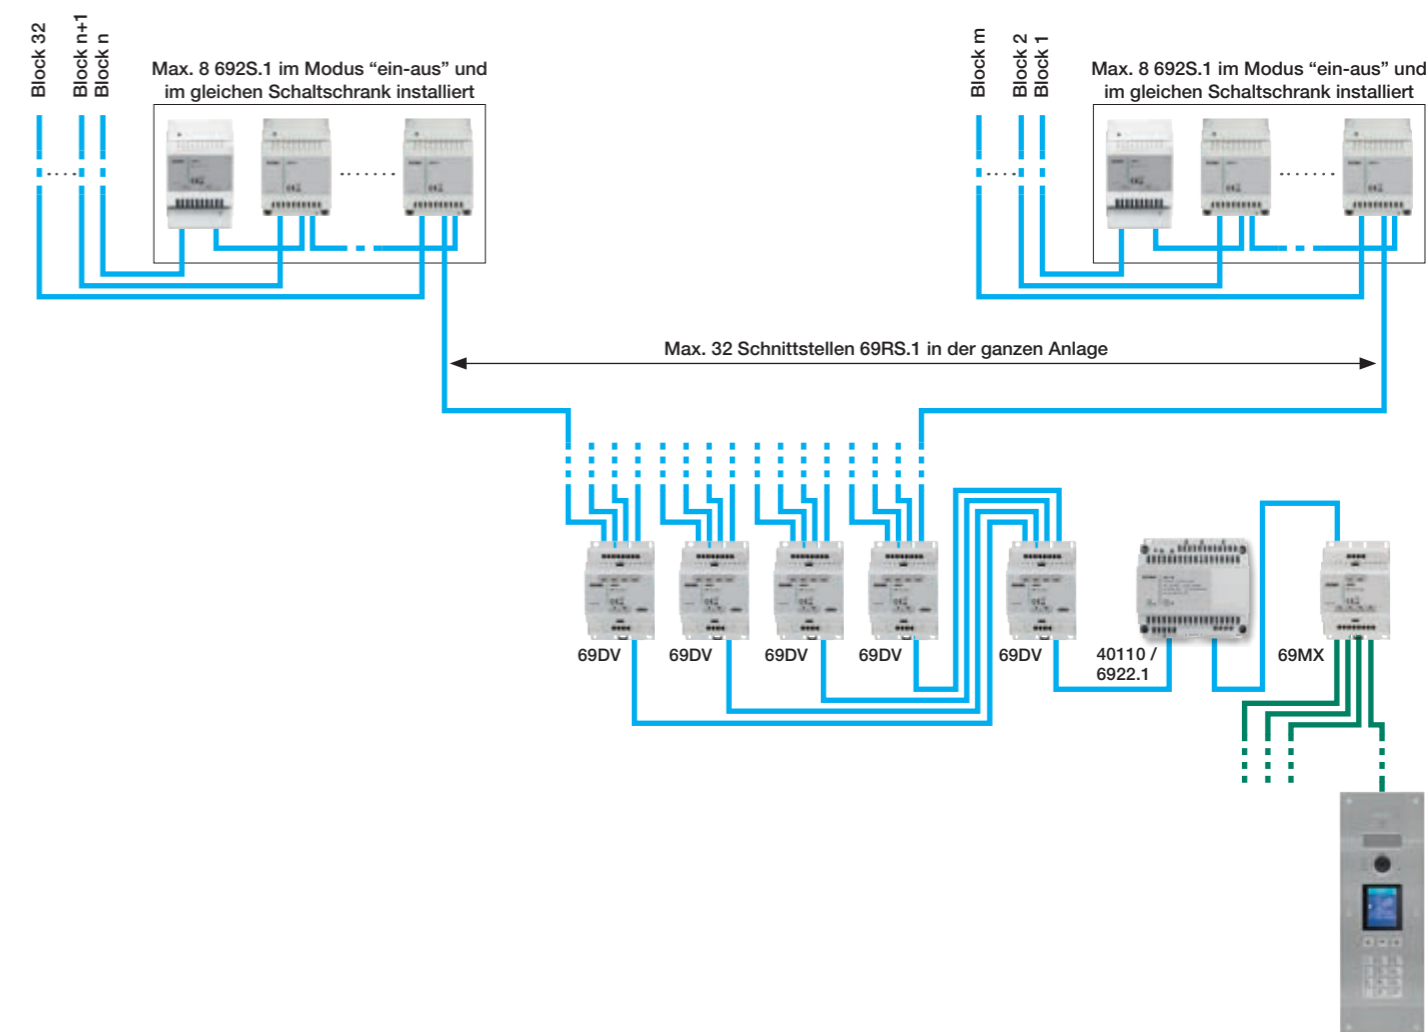 Block 32
Block n+1
Block n
Max. 8 692S.1 im Modus “ein-aus” und
im gleichen Schaltschrank installiert
Block m
Block 2
Block 1
Max. 8 692S.1 im Modus “ein-aus” und
im gleichen Schaltschrank installiert
Max. 32 Schnittstellen 69RS.1 in der ganzen Anlage
69DV
69DV
69DV
69DV
69DV
40110 /
6922.1
69MX